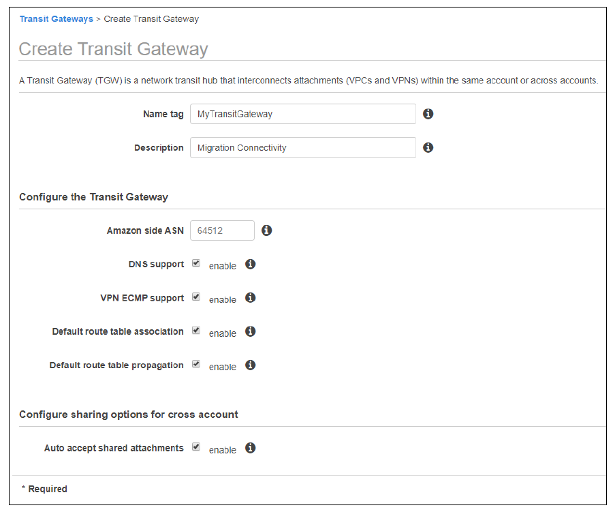 Transit Gateways > Create Transit Gateway
Create Transit Gateway
A Transit Gateway (TGW) is a network transit hub that interconnects attachments (VPCs and VPNs) within the same account or across accounts.
Name tag MyTransitGateway
Description Migration Connectivity
Configure the Transit Gateway
Amazon side ASN 64512
DNS support enable
VPN ECMP support enable
Default route table association enable
Default route table propagation enable
Configure sharing options for cross account
Auto accept shared attachments enable
* Required